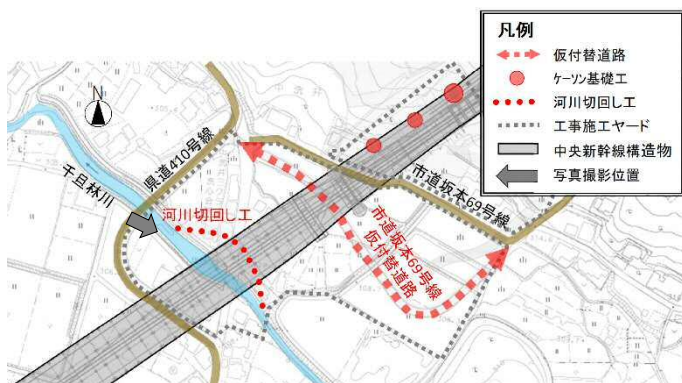 凡例
仮付替道路
ケーソン基礎工
河川切回し工
工事施工ヤード
中央新幹線構造物
写真撮影位置
N
県道410号線
千旦林川
河川切回し工
市道坂本69号線
市道坂本69号線
仮付替道路